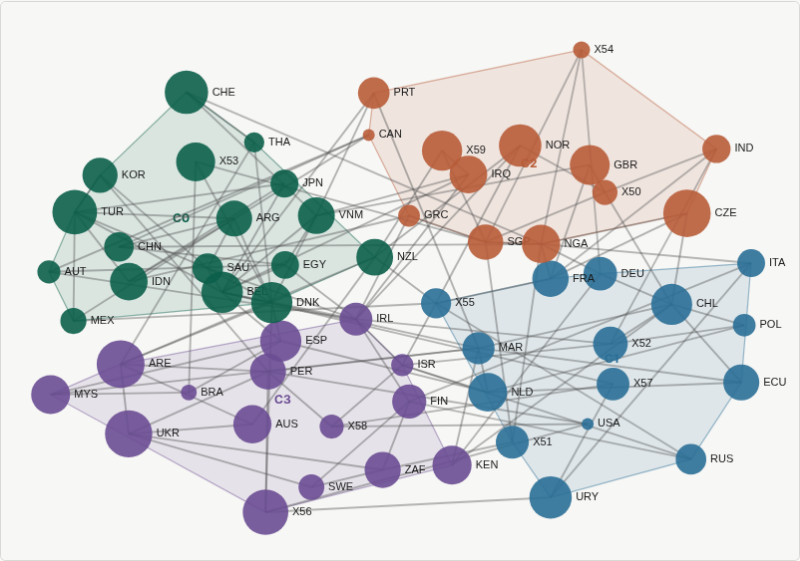 X54
CHE
PRT
CAN
THA
NOR
X59
IND
X53
GBR
KOR
IRQ
JPN
X50
TUR
CZE
C0
ARG
VNM
GRC
CHN
SG
NGA
NZL
ITA
AUT
SAU
EGY
DEU
IDN
FRA
DNK
X55
CHL
MEX
IRL
POL
ESP
MAR
X52
ARE
ISR
PER
X57
ECU
MYS
BRA
NLD
C3
FIN
AUS
X58
USA
UKR
X51
RUS
ZAF
KEN
SWE
URY
X56